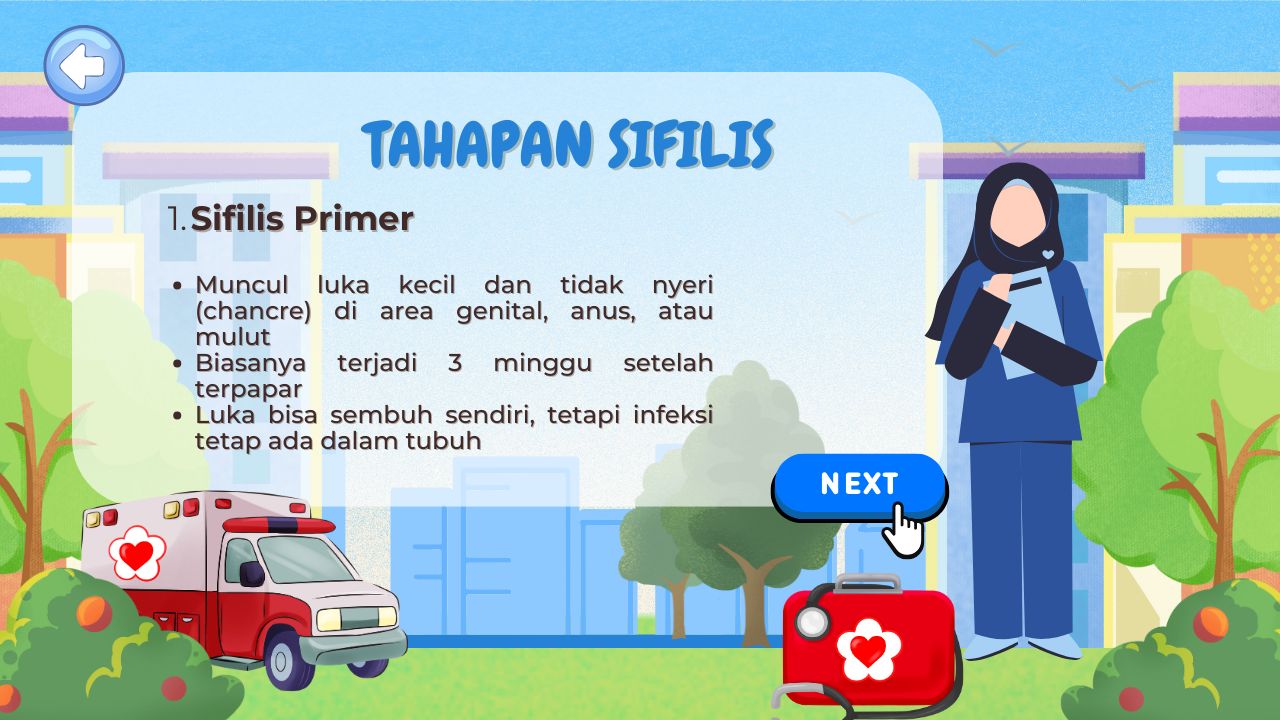 TAHAPAN SIFILIS
1. Sifilis Primer
• Muncul luka kecil dan tidak nyeri
(chancre) di area genital, anus, atau
mulut
• Biasanya terjadi 3 minggu setelah
terpapar
• Luka bisa sembuh sendiri, tetapi infeksi
tetap ada dalam tubuh
NEXT